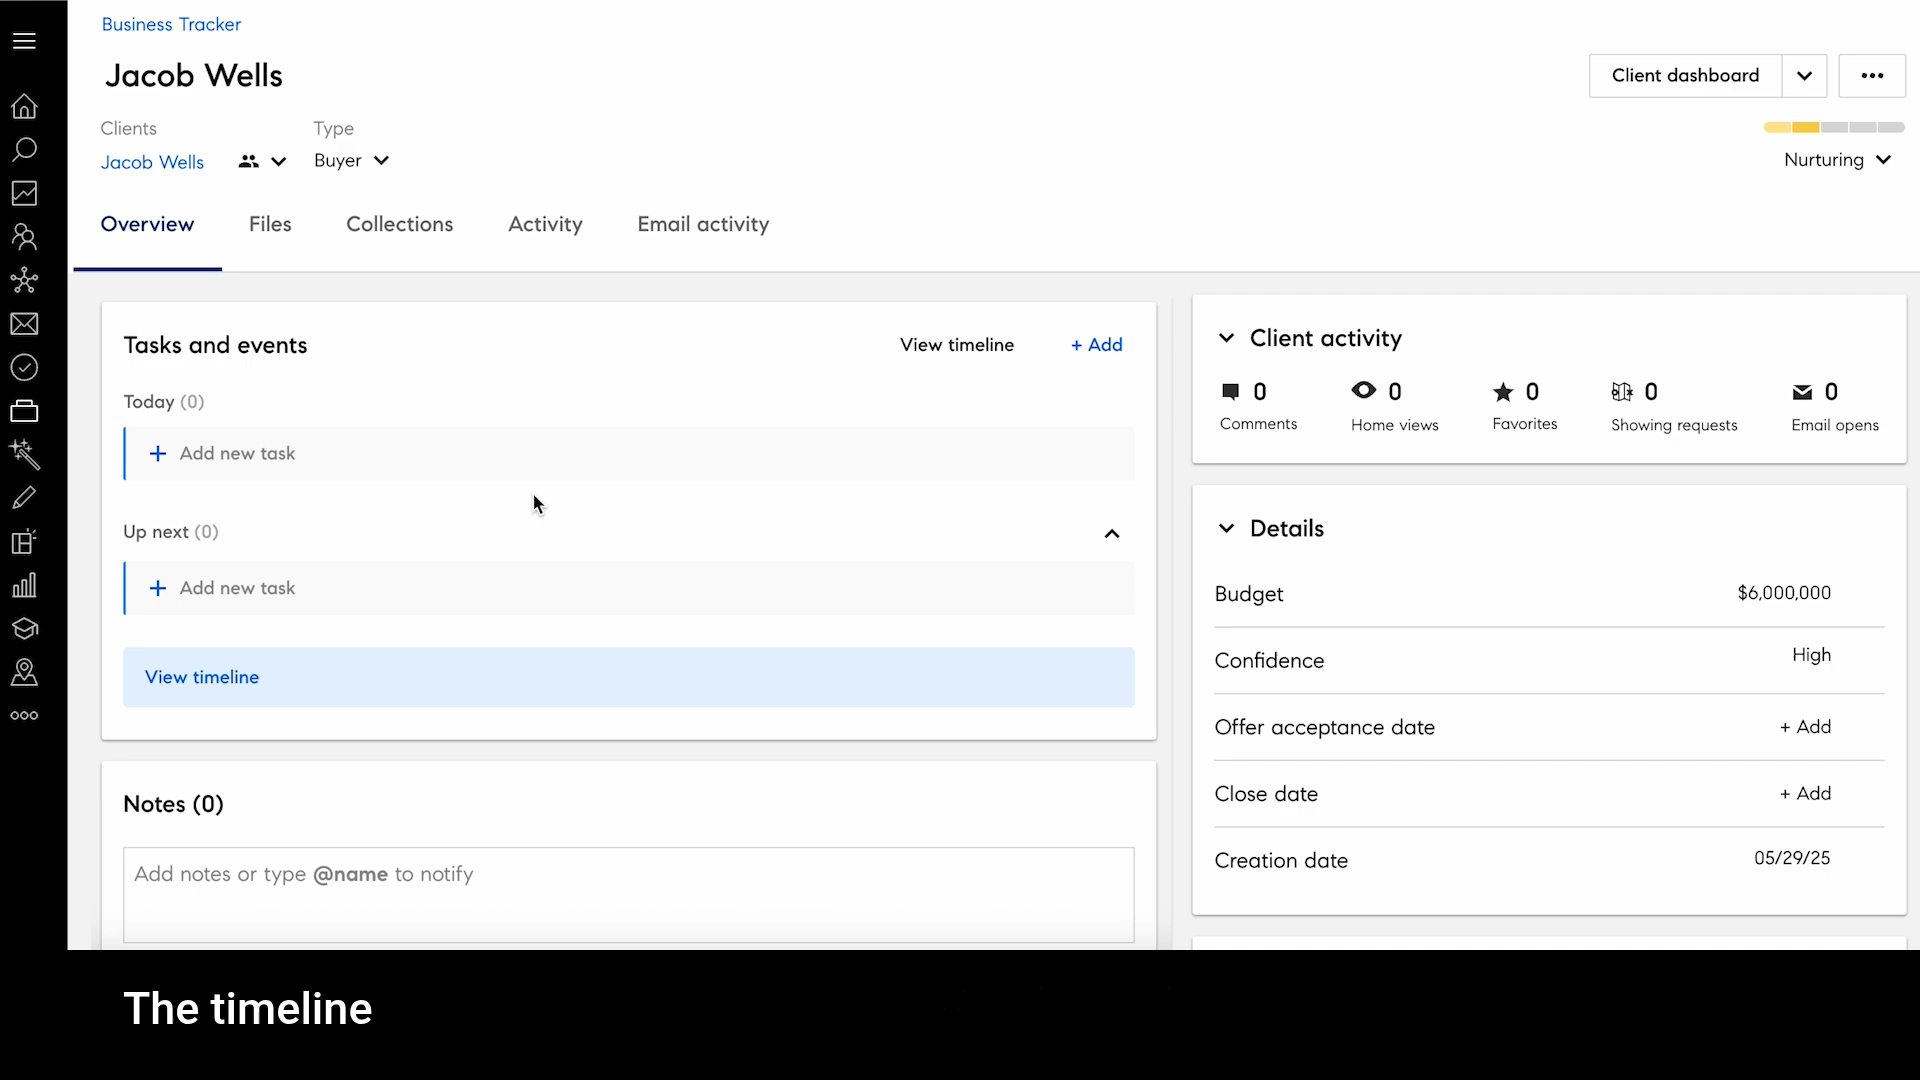 Business Tracker
Jacob Wells
Client dashboard
Clients
Type
Jacob Wells
Buyer
Nurturing
Overview
Files
Collections
Activity
Email activity
Tasks and events
View timeline
+ Add
Today (0)
+ Add new task
Up next (0)
+ Add new task
View timeline
Notes (0)
Add notes or type @name to notify
Client activity
0
0
0
0
0
Comments
Home views
Favorites
Showing requests
Email opens
Details
Budget
$6,000,000
Confidence
High
Offer acceptance date
+ Add
Close date
+ Add
Creation date
05/29/25
The timeline